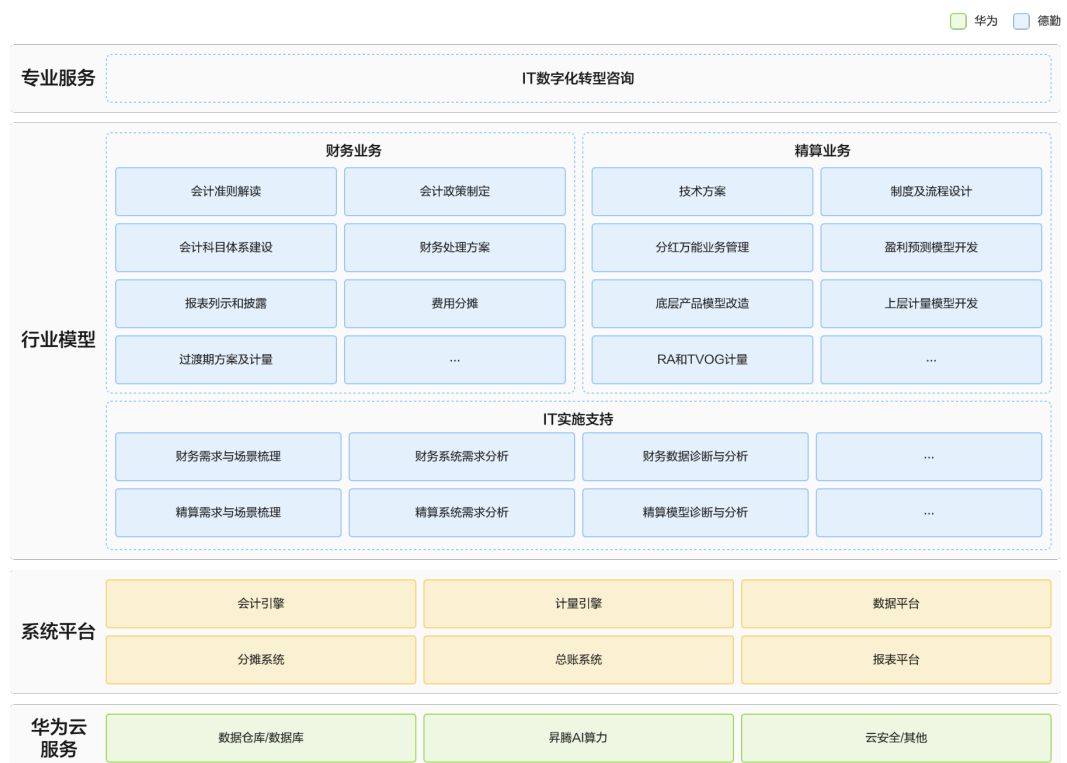 华为 德勤
专业服务
IT数字化转型咨询
行业模型
财务业务
会计准则解读 会计政策制定
会计科目体系建设 财务处理方案
报表列示和披露 费用分摊
过渡期方案及计量 ...
精算业务
技术方案 制度及流程设计
分红万能业务管理 盈利预测模型开发
底层产品模型改造 上层计量模型开发
RA和TVOG计量 ...
IT实施支持
财务需求与场景梳理 财务系统需求分析 财务数据诊断与分析 ...
精算需求与场景梳理 精算系统需求分析 精算模型诊断与分析 ...
系统平台
会计引擎 计量引擎 数据平台
分摊系统 总账系统 报表平台
华为云
服务
数据仓库/数据库 昇腾AI算力 云安全/其他